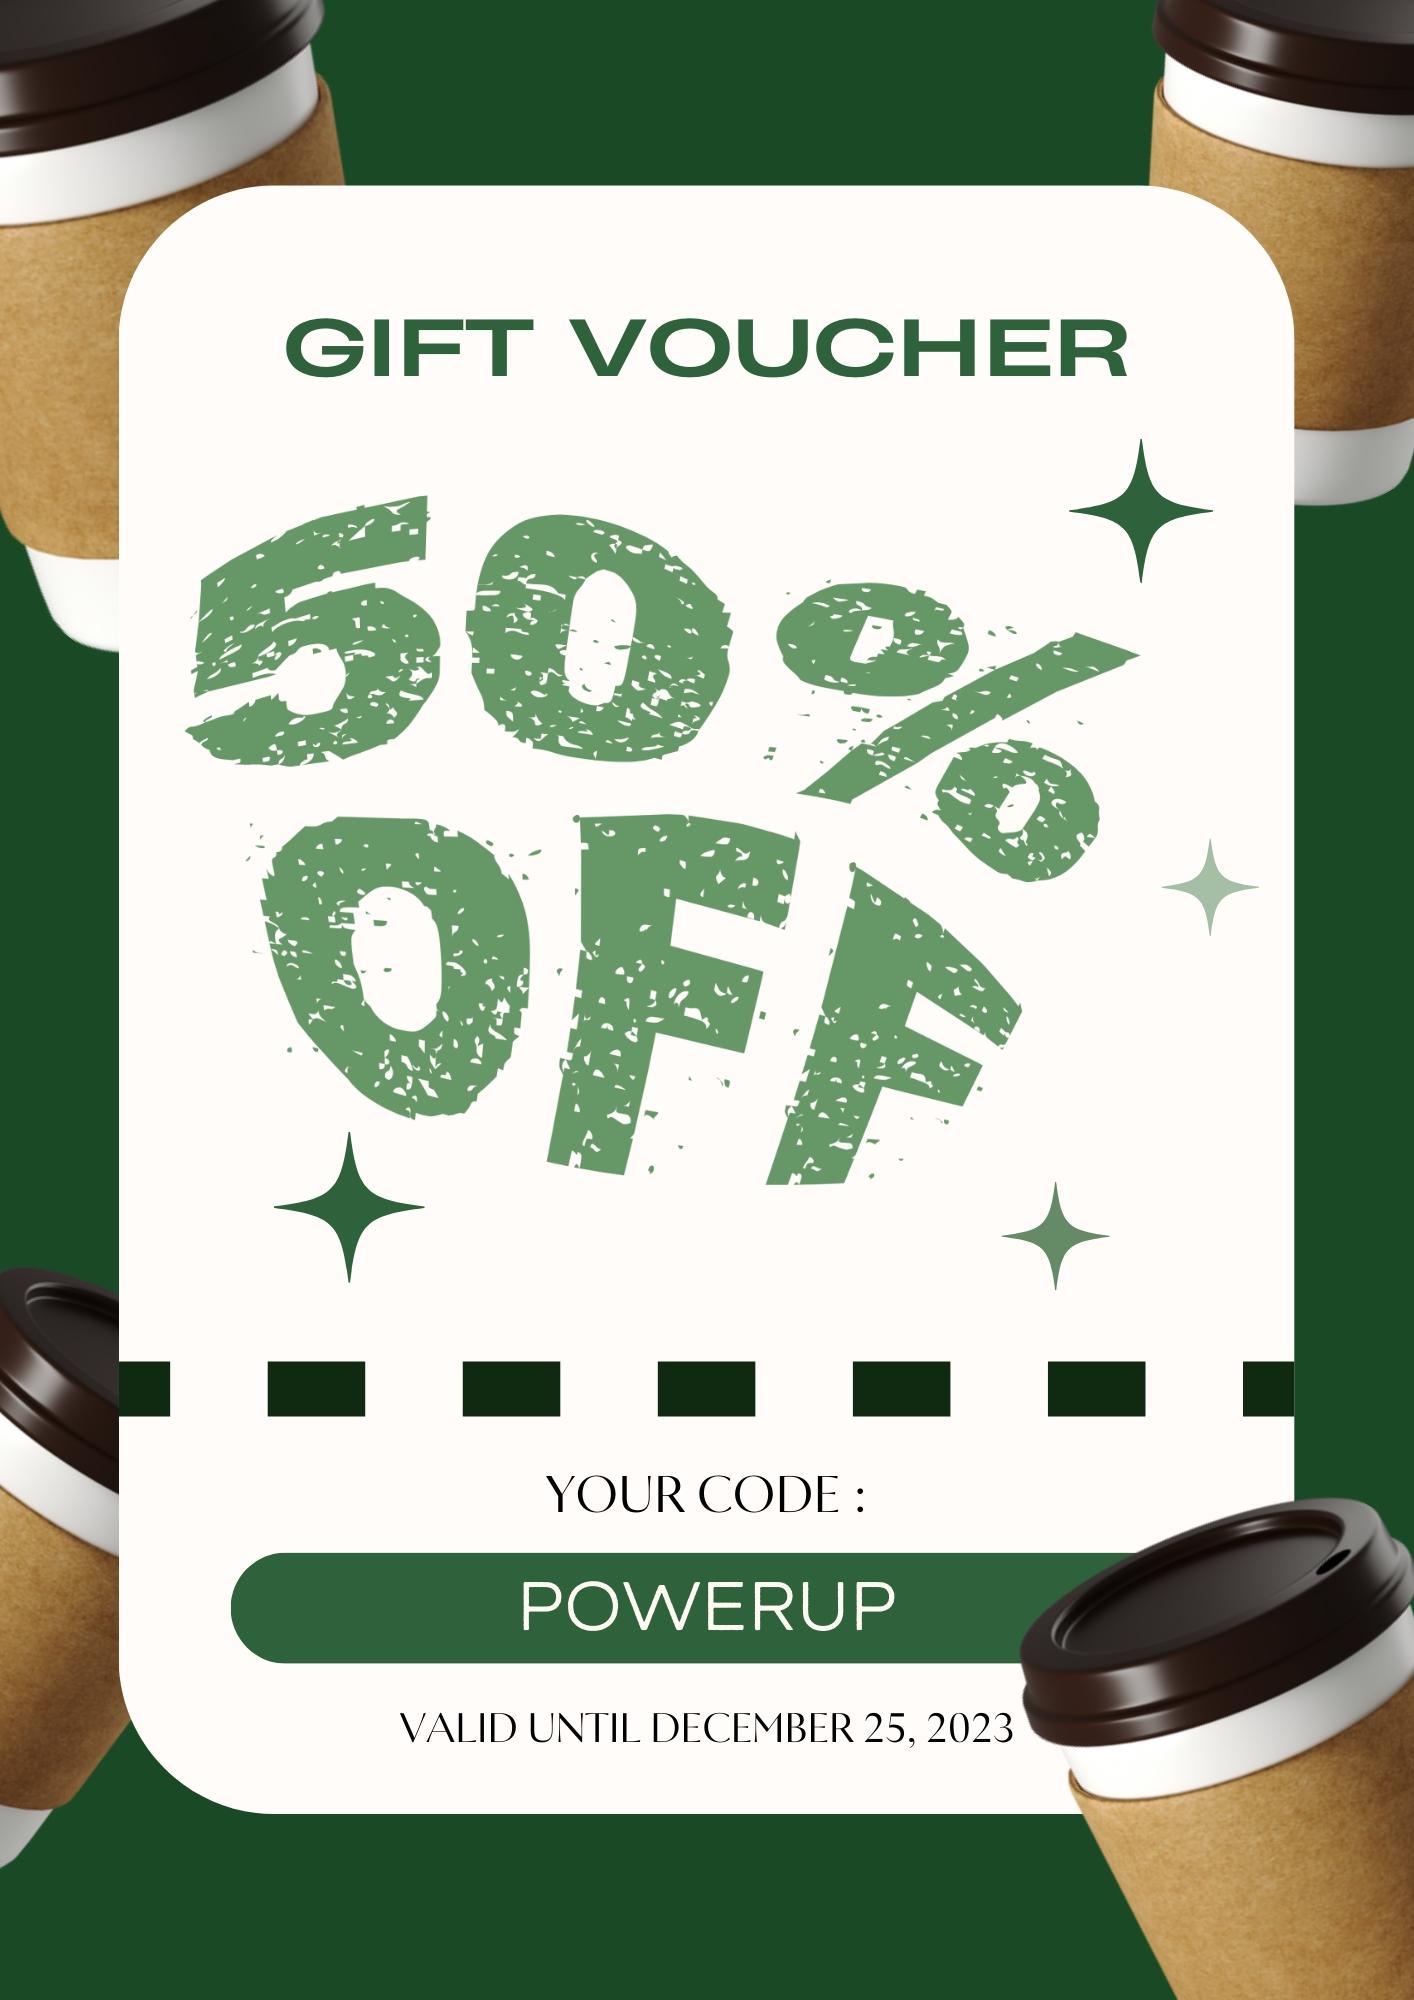 GIFT VOUCHER
50%
OFF
YOUR CODE :
POWERUP
VALID UNTIL DECEMBER 25, 2023